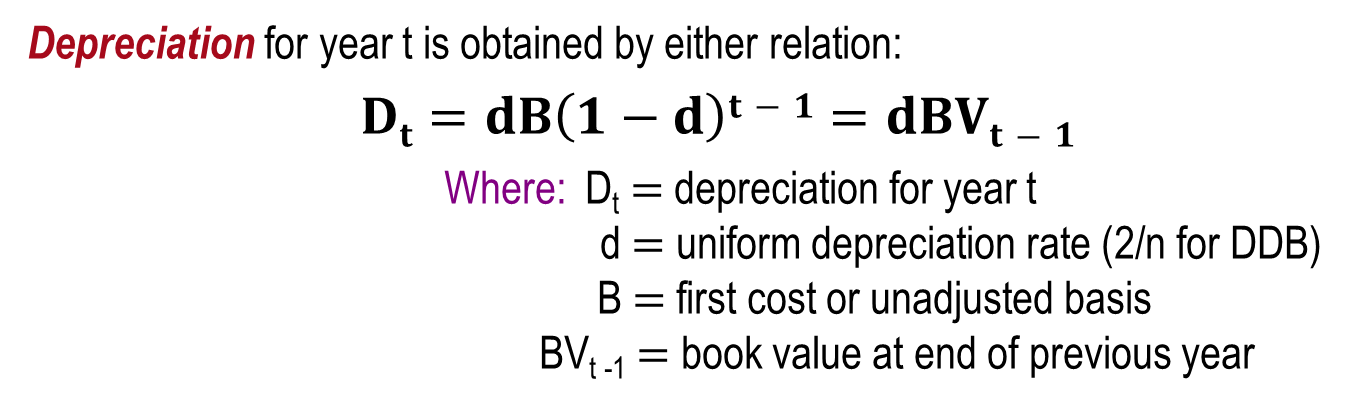 Depreciation for year t is obtained by either relation:
Dₜ = dB(1 − d)ᵗ ⁻ ¹ = dBVₜ ₋ ₁
Where: Dₜ = depreciation for year t
d = uniform depreciation rate (2/n for DDB)
B = first cost or unadjusted basis
BVₜ ₋₁ = book value at end of previous year